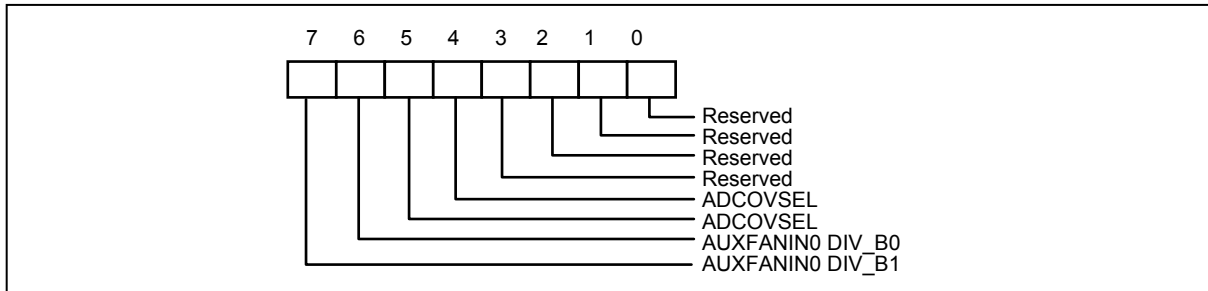 7 6 5 4 3 2 1 0
Reserved
Reserved
Reserved
Reserved
ADCOVSEL
ADCOVSEL
AUXFANIN0 DIV_B0
AUXFANIN0 DIV_B1